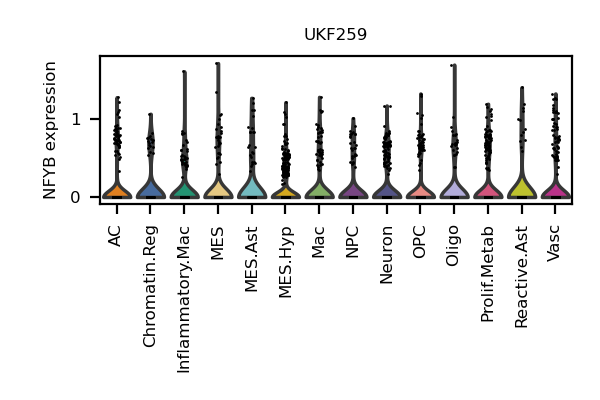 UKF259
NFYB expression
1
0
AC
Chromatin.Reg
Inflammatory.Mac
MES
MES.Ast
MES.Hyp
Mac
NPC
Neuron
OPC
Oligo
Prolif.Metab
Reactive.Ast
Vasc